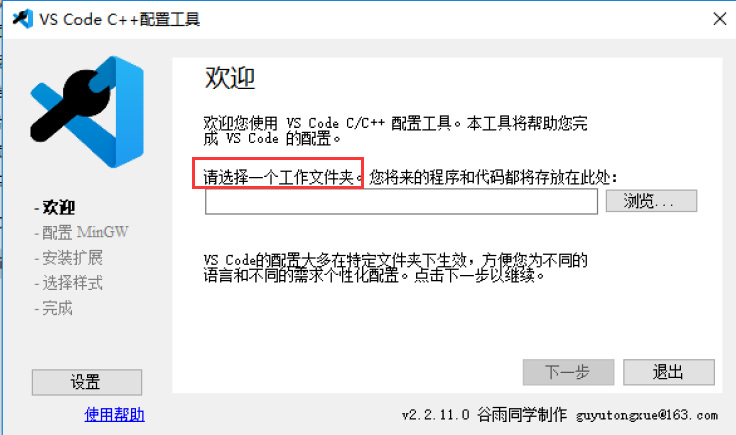 VS Code C++配置工具
欢迎
欢迎您使用 VS Code C/C++ 配置工具。本工具将帮助您完
成 VS Code 的配置。
请选择一个工作文件夹。您将来的程序和代码都将存放在此处:
浏览...
VS Code的配置大多在特定文件夹下生效，方便您为不同的
语言和不同的需求个性化配置。点击下一步以继续。
- 欢迎
- 配置 MinGW
- 安装扩展
- 选择样式
- 完成
下一步
退出
设置
使用帮助
v2.2.11.0 谷雨同学制作 guyutongxue@163.com